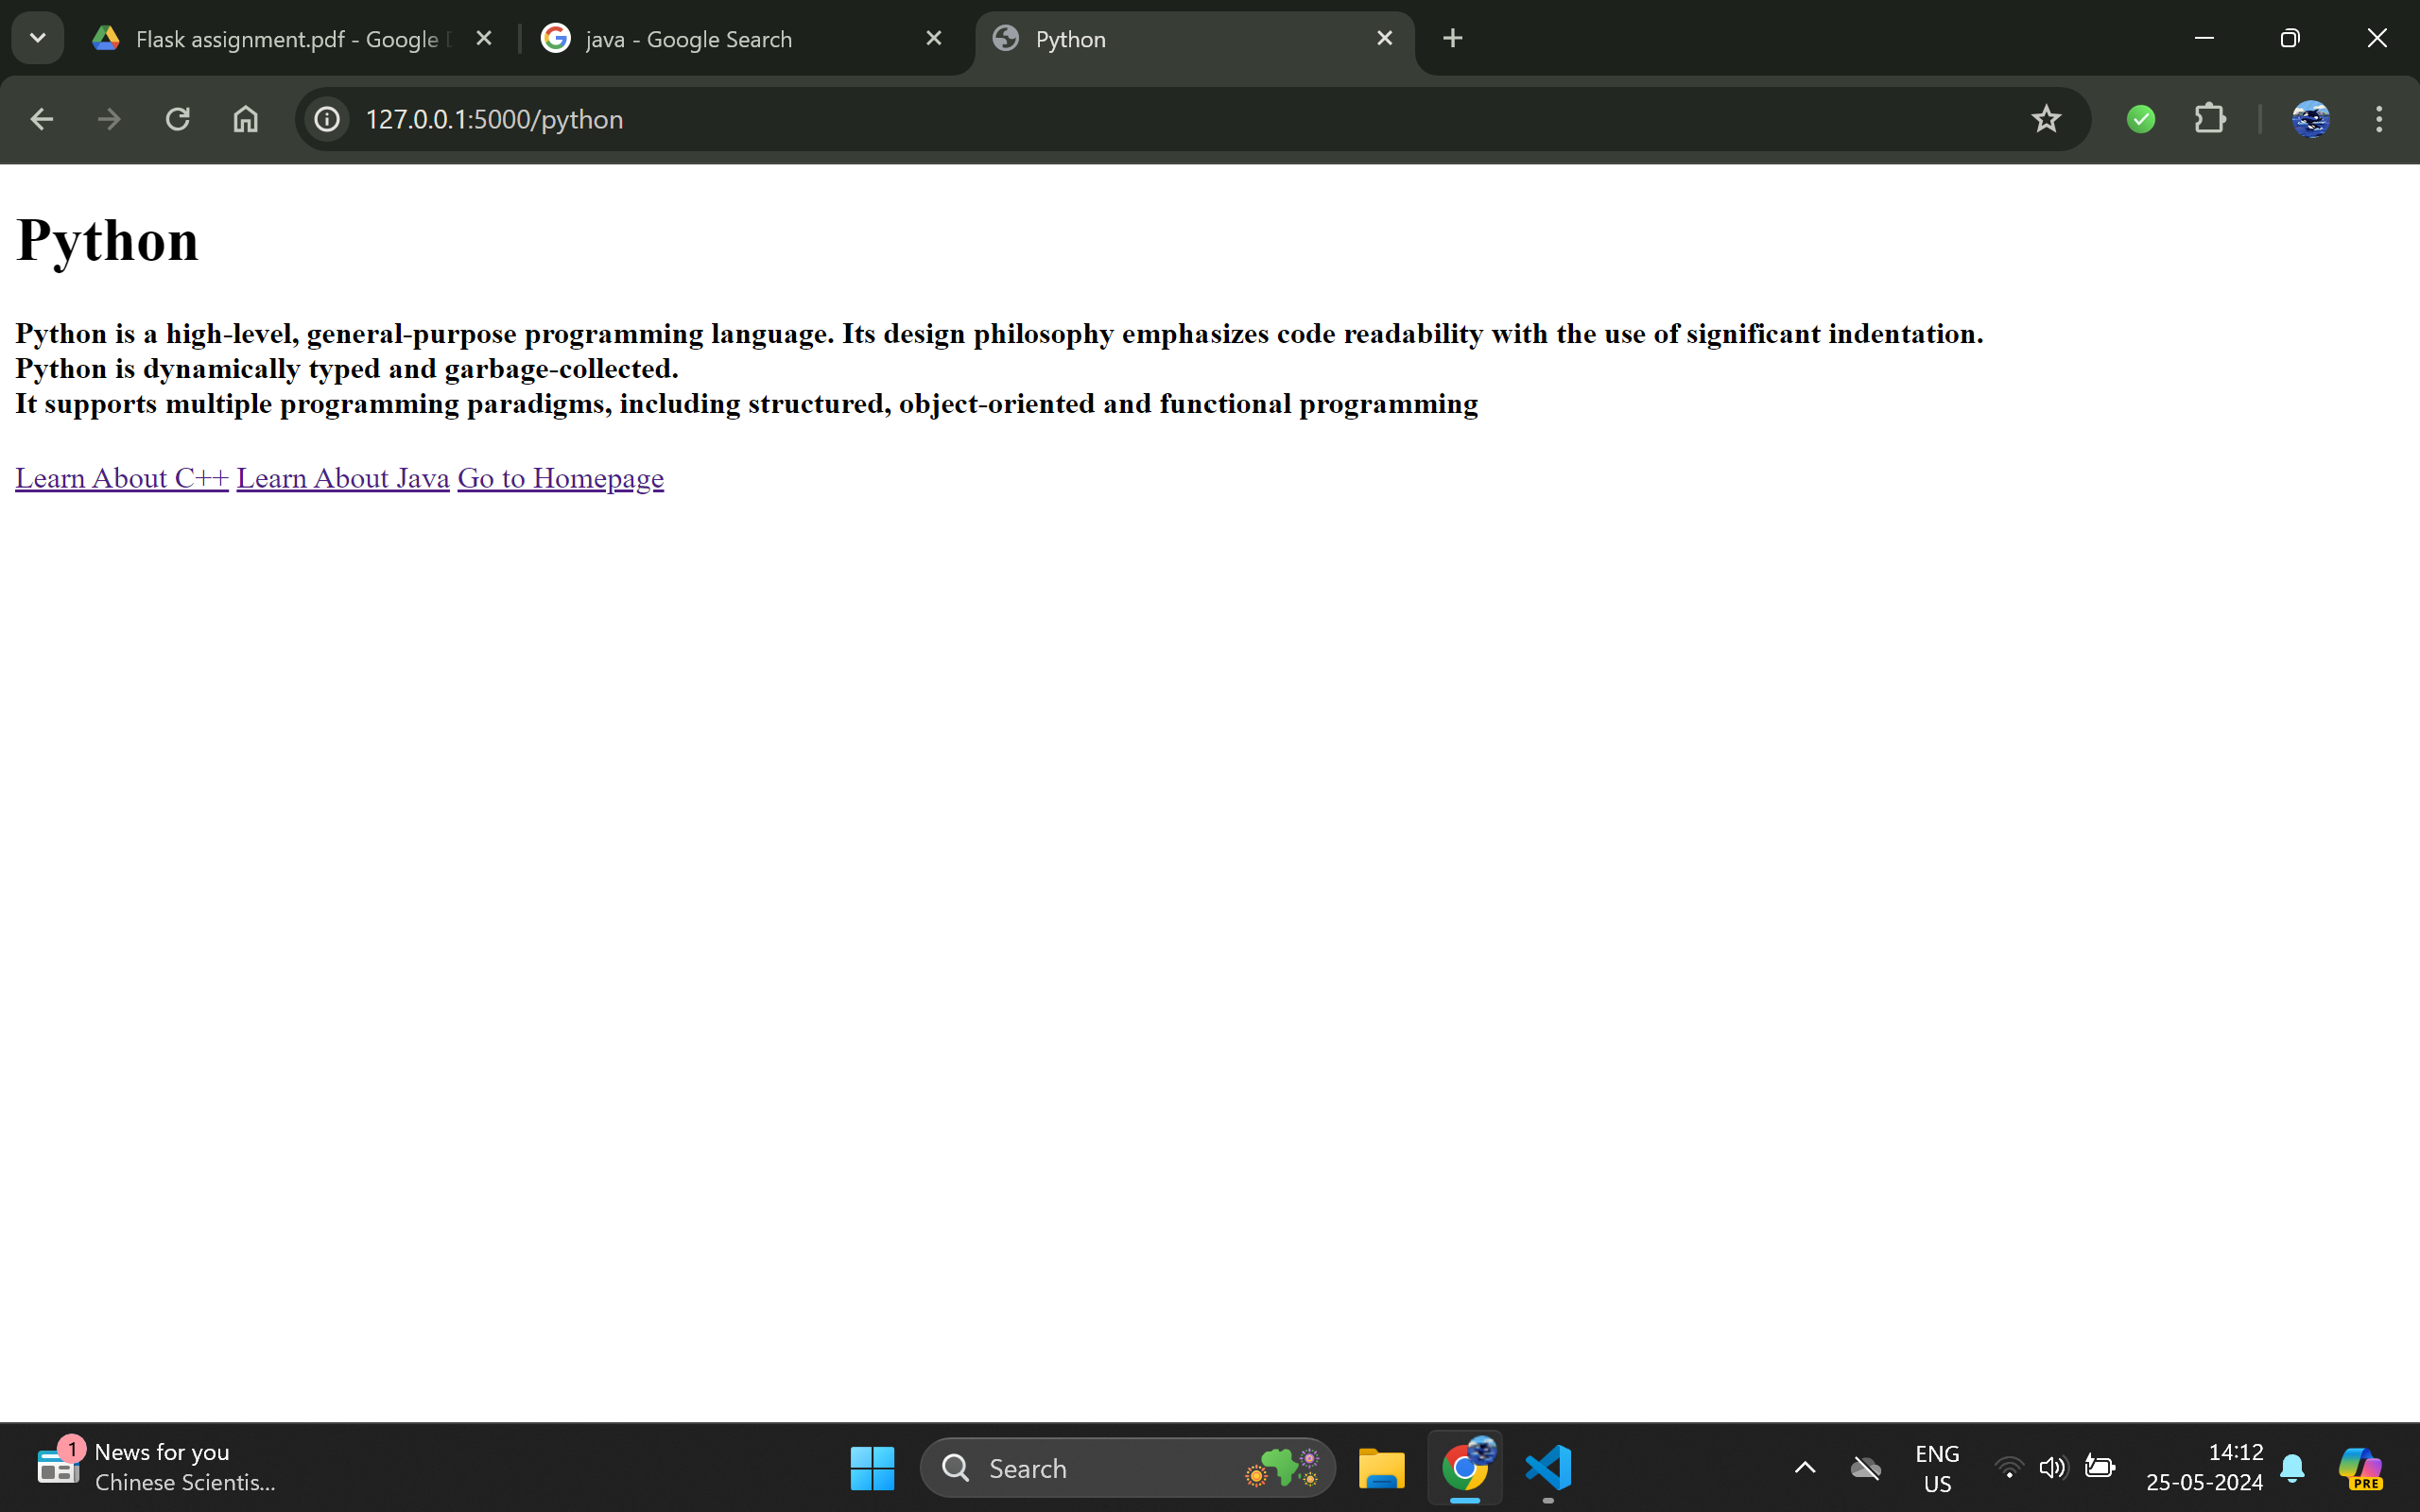 Flask assignment.pdf - Google
java - Google Search
Python
127.0.0.1:5000/python
Python
Python is a high-level, general-purpose programming language. Its design philosophy emphasizes code readability with the use of significant indentation.
Python is dynamically typed and garbage-collected.
It supports multiple programming paradigms, including structured, object-oriented and functional programming
Learn About C++ Learn About Java Go to Homepage
1
News for you
Chinese Scientis...
Search
ENG
US
14:12
25-05-2024
PRE